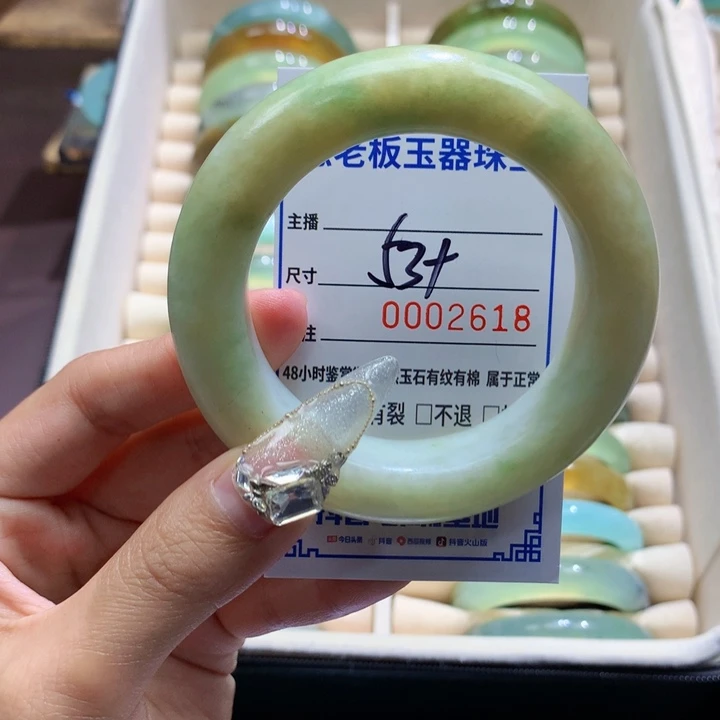 老板玉器珠
主播
尺寸 53+
注 0002618
48小时鉴赏 玉石有纹有棉 属于正常
有裂 □不退 □
今日头条 抖音 西瓜视频 抖音火山版